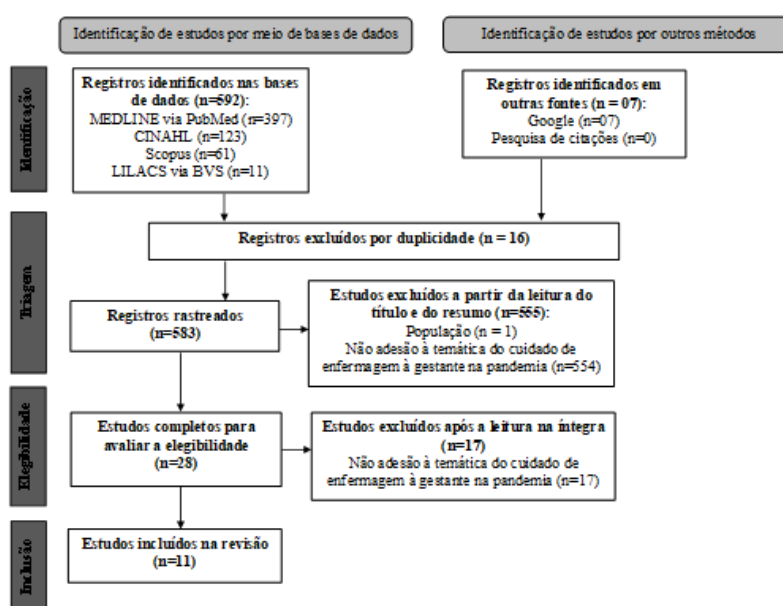 Identificação de estudos por meio de bases de dados
Identificação de estudos por outros métodos
Identificação
Registros identificados nas bases
de dados (n=592):
MEDLINE via PubMed (n=397)
CINAHL (n=123)
Scopus (n=61)
LILACS via BVS (n=11)
Registros identificados em
outras fontes (n = 07):
Google (n=07)
Pesquisa de citações (n=0)
Triagem
Registros excluídos por duplicidade (n = 16)
Registros rastreados
(n=583)
Estudos excluídos a partir da leitura do
título e do resumo (n=555):
População (n = 1)
Não adesão à temática do cuidado de
enfermagem à gestante na pandemia (n=554)
Elegibilidade
Estudos completos para
avaliar a elegibilidade
(n=28)
Estudos excluídos após a leitura na íntegra
(n=17)
Não adesão à temática do cuidado de
enfermagem à gestante na pandemia (n=17)
Inclusão
Estudos incluídos na revisão
(n=11)